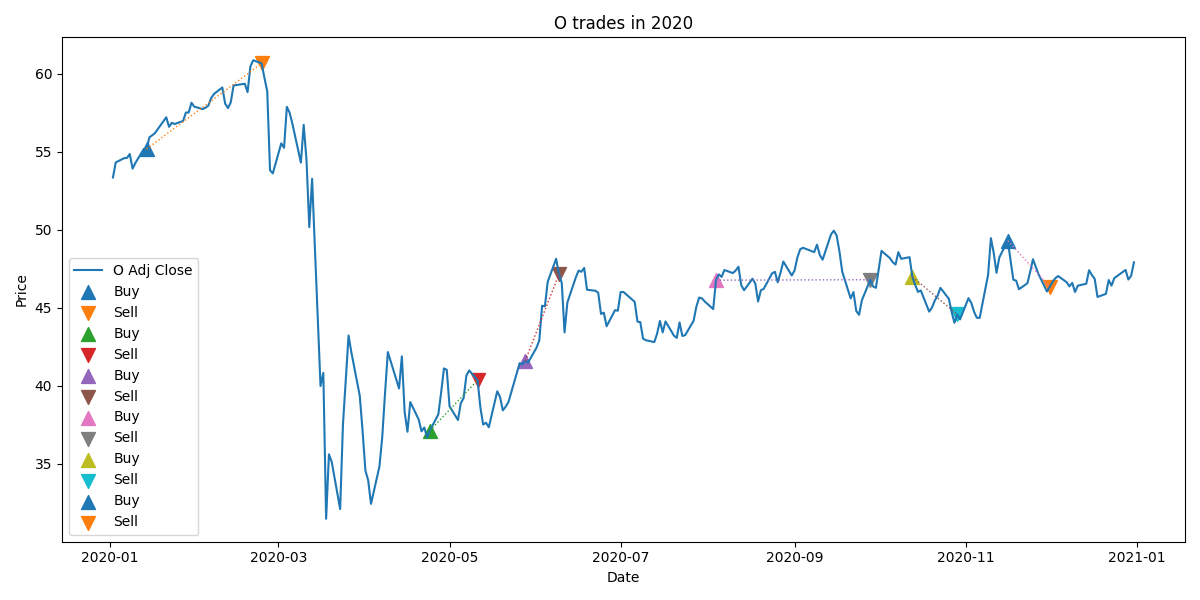 O trades in 2020
Price
60
55
50
45
40
35
O Adj Close
Buy
Sell
Buy
Sell
Buy
Sell
Buy
Sell
Buy
Sell
Buy
Sell
2020-01
2020-03
2020-05
2020-07
2020-09
2020-11
2021-01
Date